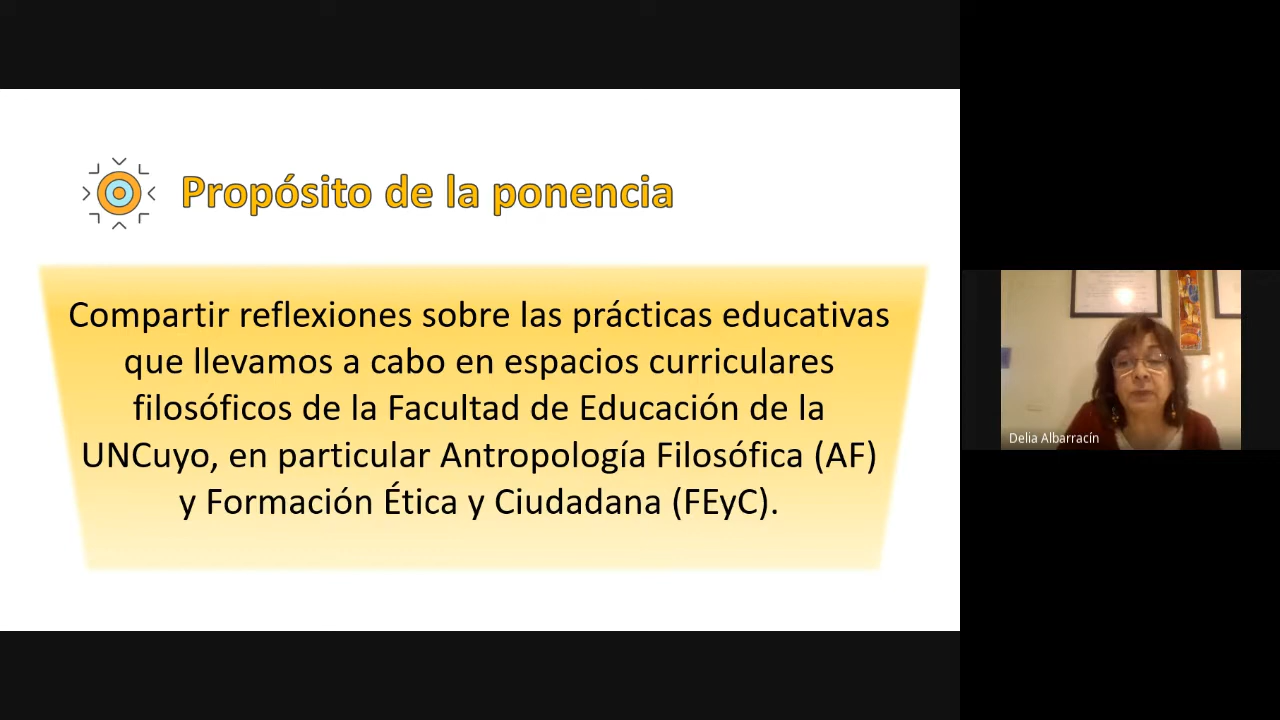 Propósito de la ponencia
Compartir reflexiones sobre las prácticas educativas
que llevamos a cabo en espacios curriculares
filosóficos de la Facultad de Educación de la
UNCuyo, en particular Antropología Filosófica (AF)
y Formación Ética y Ciudadana (FEyC).
Delia Albarracín